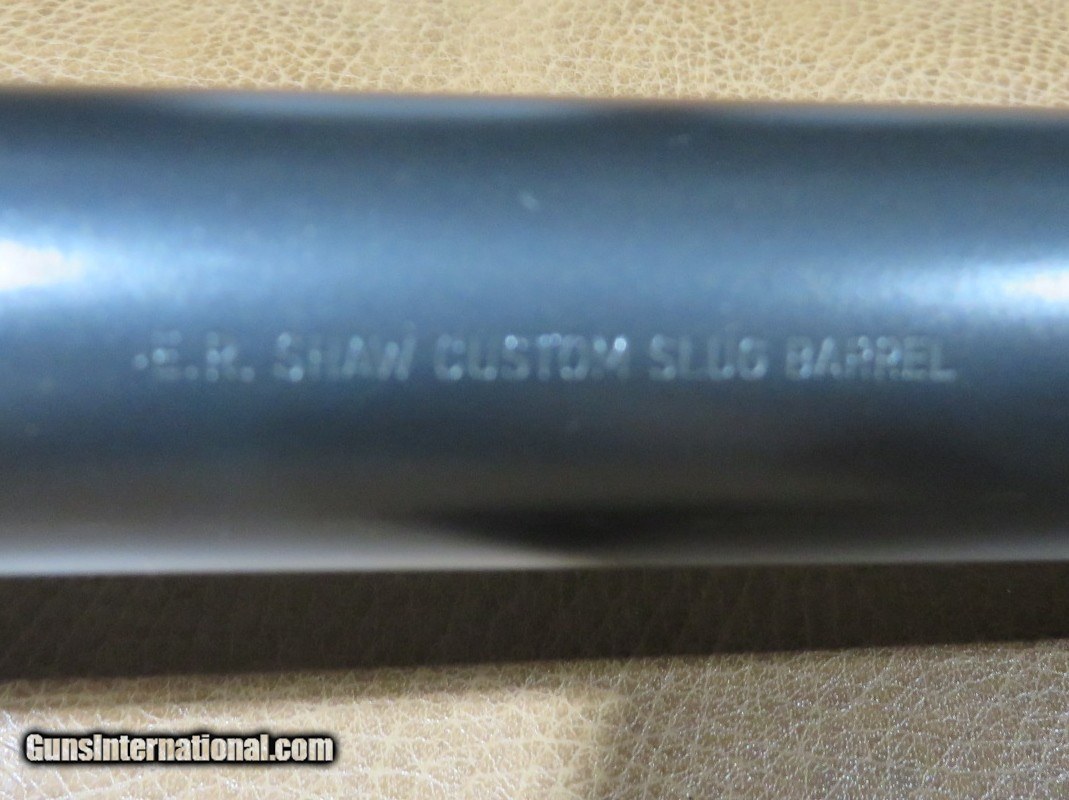 E.R. SHAW CUSTOM SLUG BARREL
GunsInternational.com